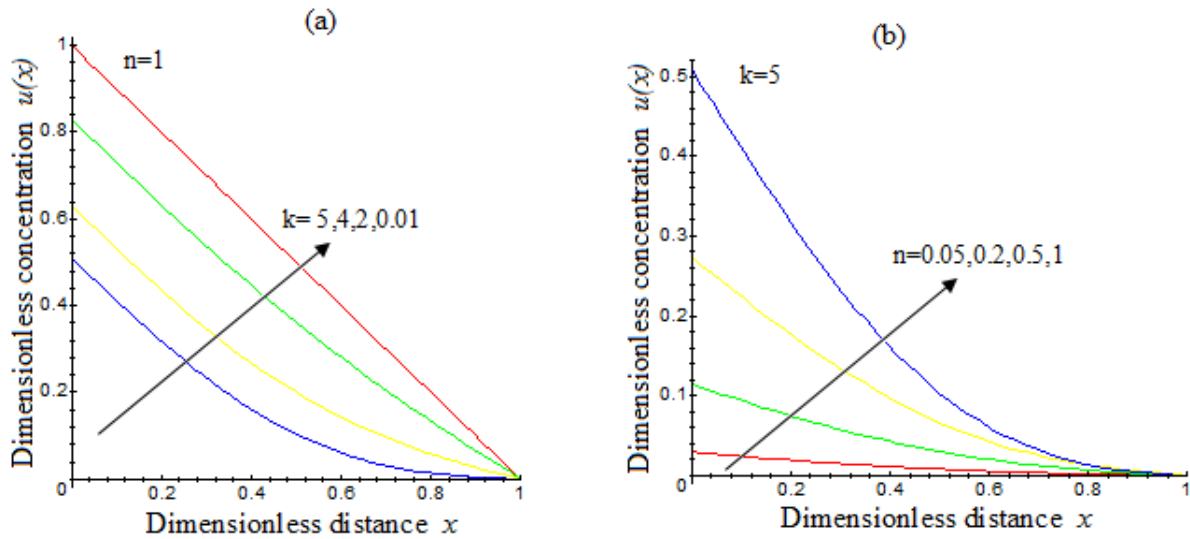 (a)
n=1
k= 5,4,2,0.01
Dimensionless concentration u(x)
1
0.8
0.6
0.4
0.2
0
0.2
0.4
0.6
0.8
1
Dimensionless distance x
(b)
k=5
n=0.05,0.2,0.5,1
Dimensionless concentration u(x)
0.5
0.4
0.3
0.2
0.1
0
0.2
0.4
0.6
0.8
1
Dimensionless distance x